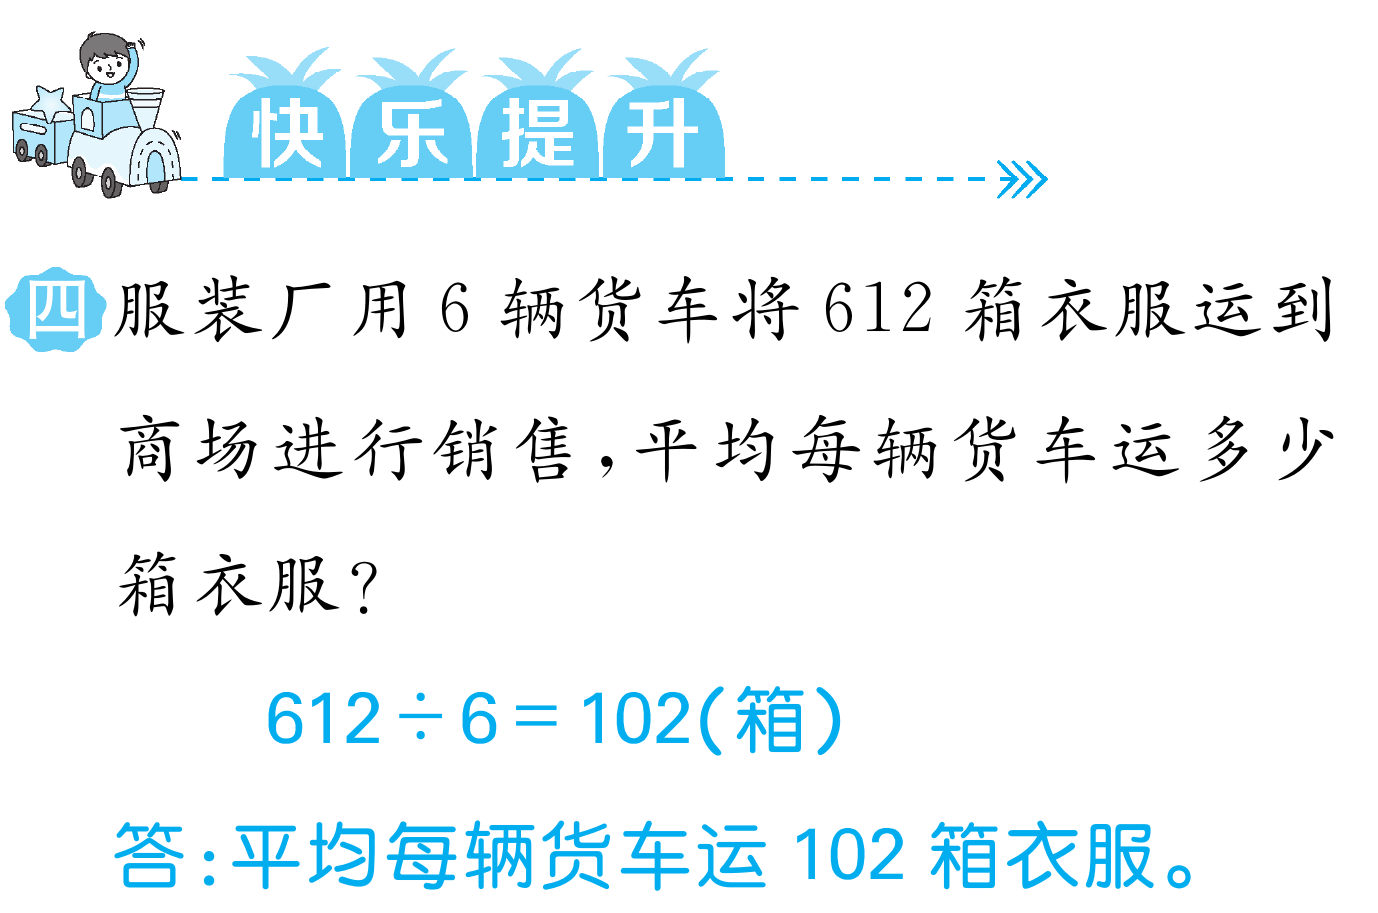 快乐提升
四 服装厂用6辆货车将612箱衣服运到
商场进行销售,平均每辆货车运多少
箱衣服?
612÷6=102(箱)
答:平均每辆货车运102箱衣服。